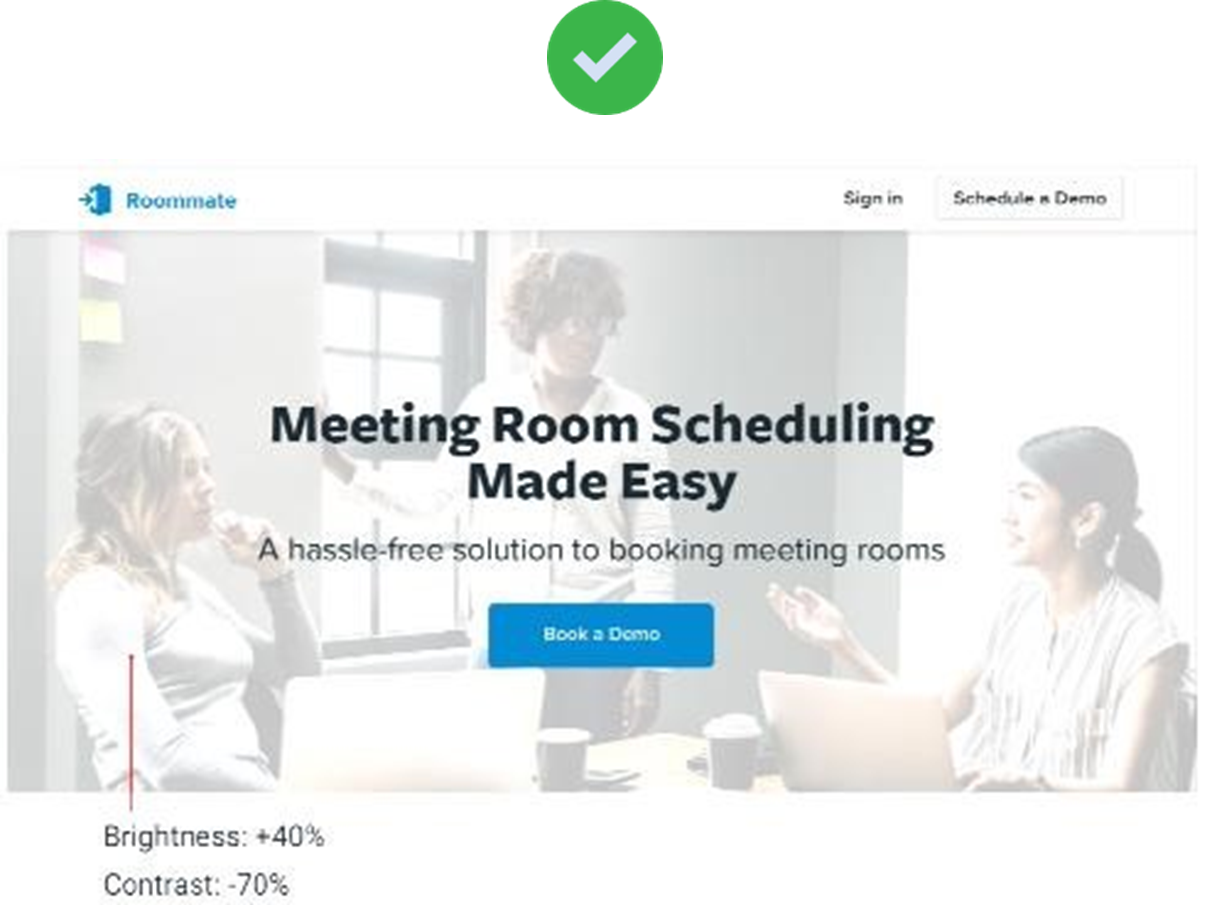 Roommate
Sign in
Schedule a Demo
Meeting Room Scheduling
Made Easy
A hassle-free solution to booking meeting rooms
Book a Demo
Brightness: +40%
Contrast: -70%